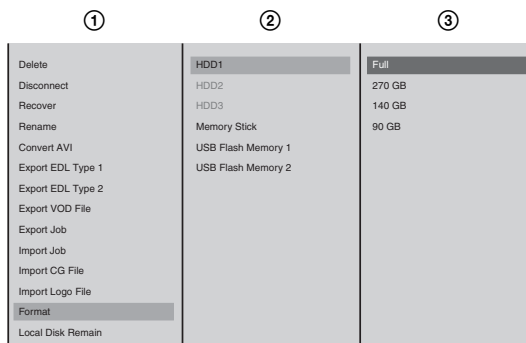 ① ② ③
Delete
Disconnect
Recover
Rename
Convert AVI
Export EDL Type 1
Export EDL Type 2
Export VOD File
Export Job
Import Job
Import CG File
Import Logo File
Format
Local Disk Remain
HDD1
HDD2
HDD3
Memory Stick
USB Flash Memory 1
USB Flash Memory 2
Full
270 GB
140 GB
90 GB